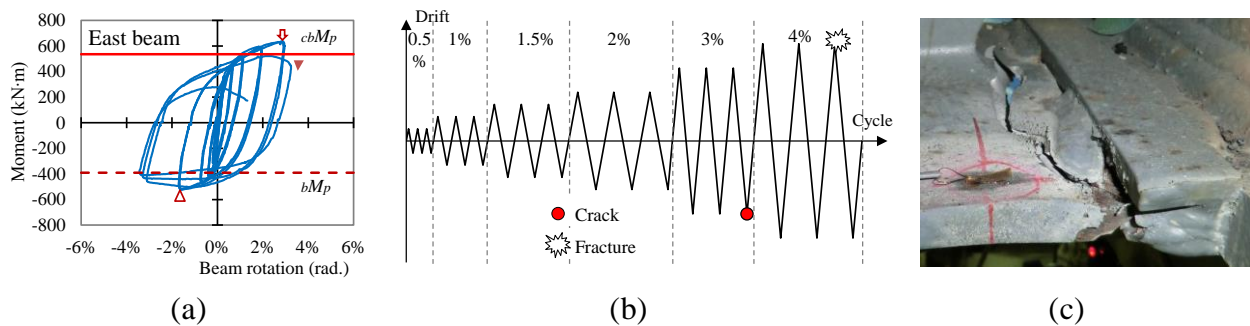 800
600
400
200
0
-200
-400
-600
-800
Moment (kN·m)
East beam
cbMp
bMp
-6% -4% -2% 0% 2% 4% 6%
Beam rotation (rad.)
(a)
Drift
0.5
%
1%
1.5%
2%
3%
4%
Cycle
Crack
Fracture
(b)
(c)